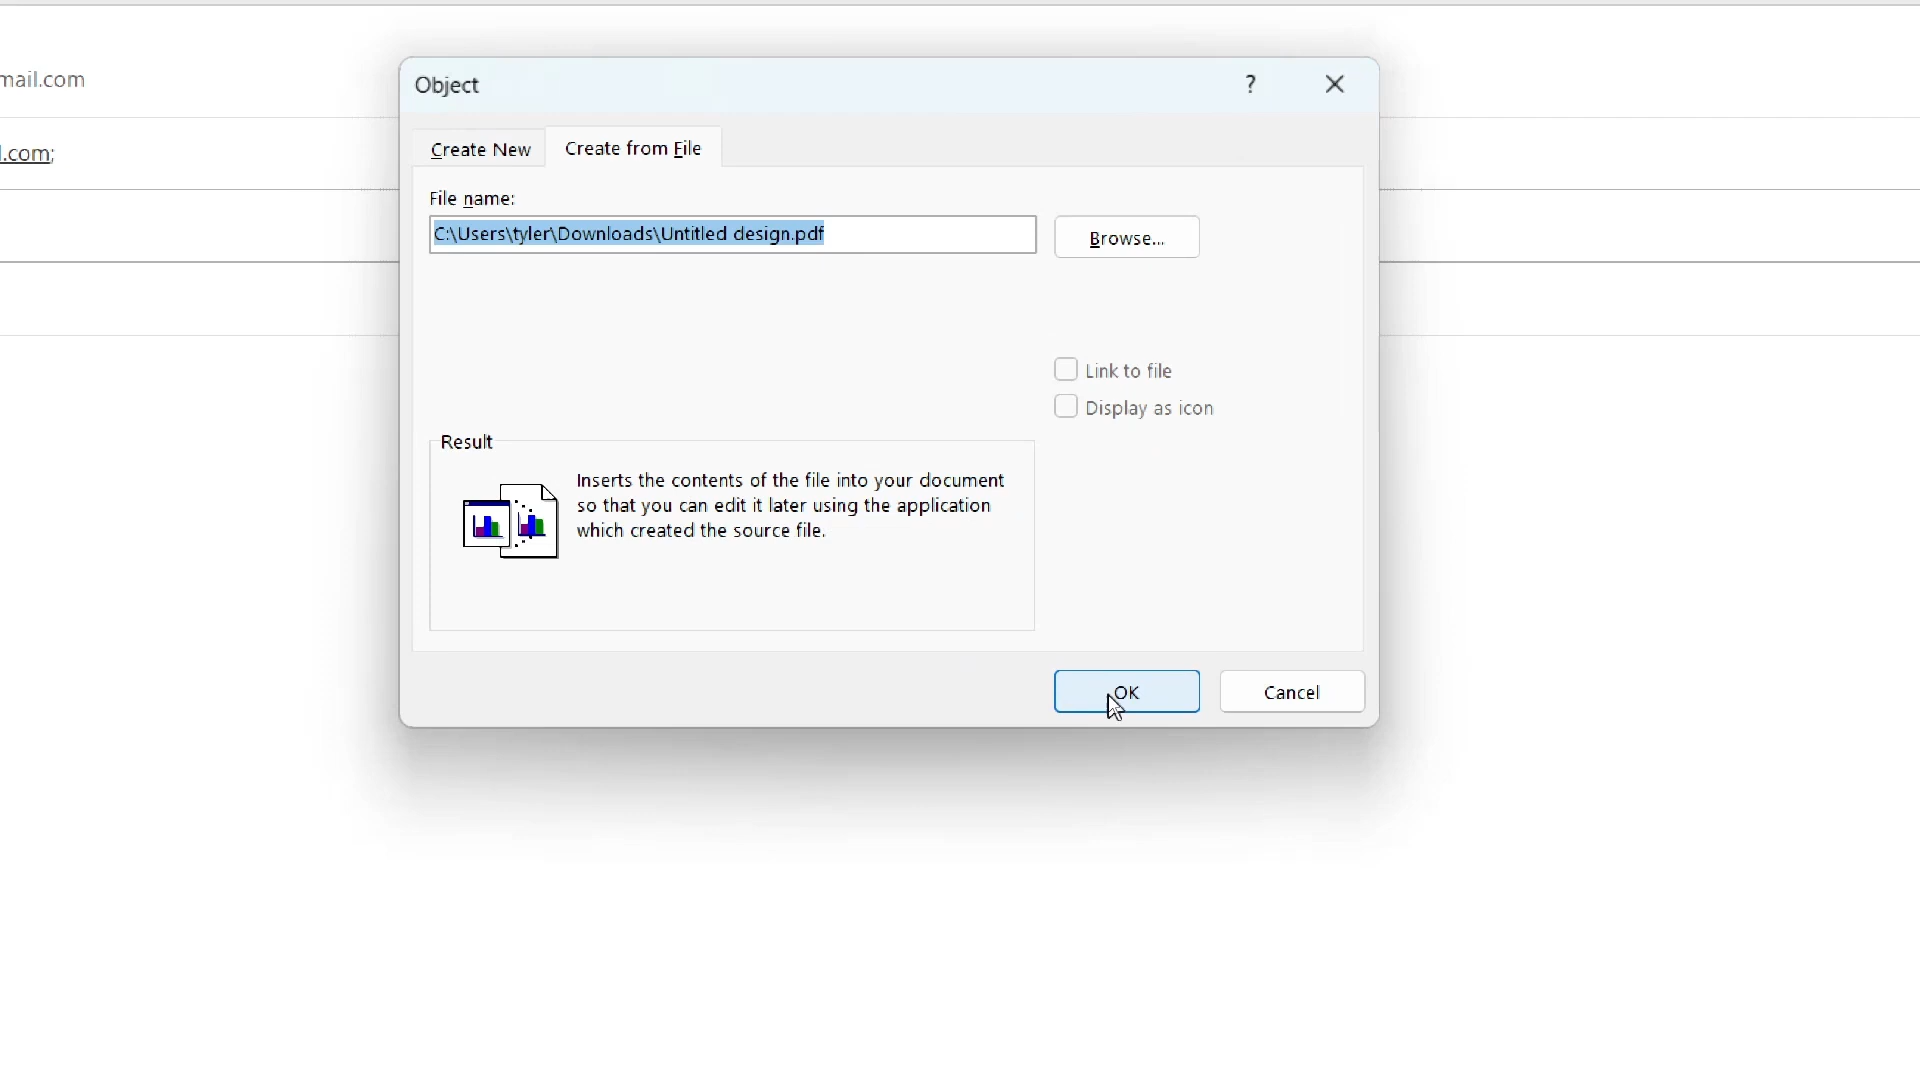 Object
?
mail.com
Create New
Create from File
l.com;
File name:
C:\Users\tyler\Downloads\Untitled design.pdf
Browse...
Link to file
Display as icon
Result
Inserts the contents of the file into your document
so that you can edit it later using the application
which created the source file.
OK
Cancel